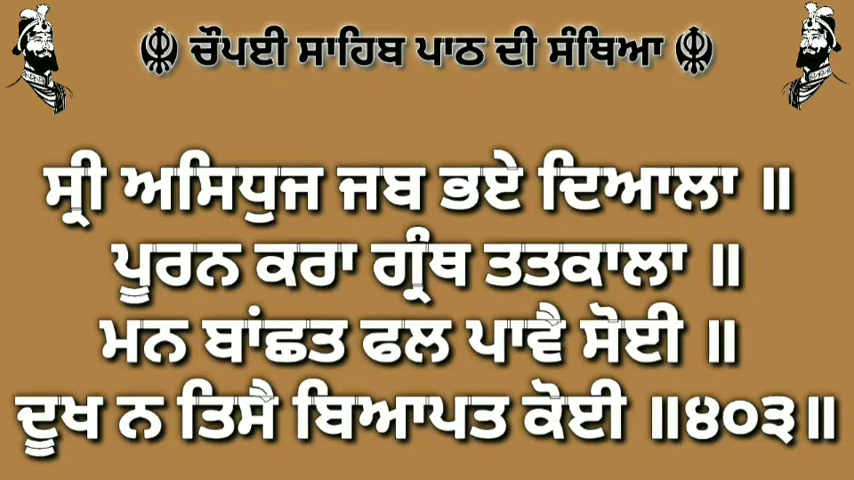 ☬ ਚੌਪਈ ਸਾਹਿਬ ਪਾਠ ਦੀ ਸੰਥਿਆ ☬
ਸ੍ਰੀ ਅਸਿਧੁਜ ਜਬ ਭਏ ਦਿਆਲਾ ॥
ਪੂਰਨ ਕਰਾ ਗ੍ਰੰਥ ਤਤਕਾਲਾ ॥
ਮਨ ਬਾਂਛਤ ਫਲ ਪਾਵੈ ਸੋਈ ॥
ਦੂਖ ਨ ਤਿਸੈ ਬਿਆਪਤ ਕੋਈ ॥੪੦੩॥